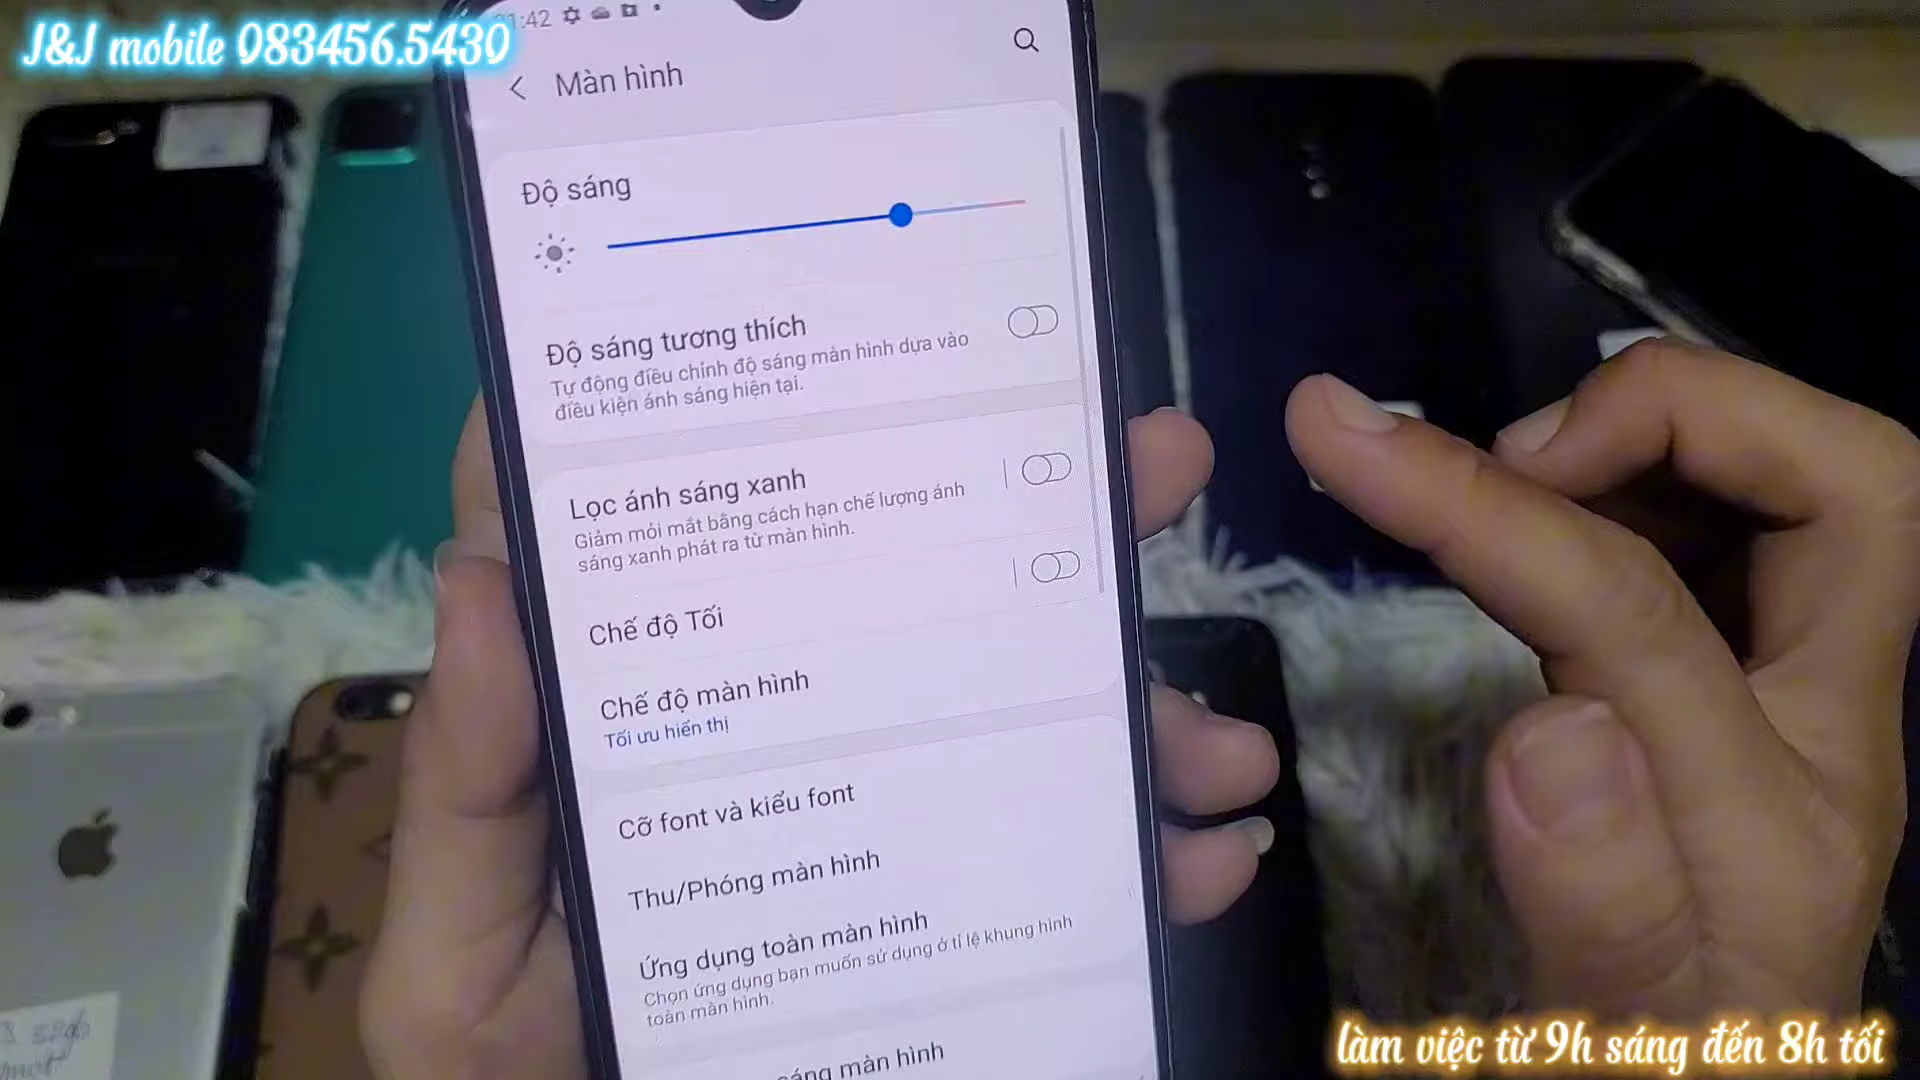 J&J mobile 083456.5430
:42
Màn hình
Độ sáng
Độ sáng tương thích
Tự động điều chỉnh độ sáng màn hình dựa vào
điều kiện ánh sáng hiện tại.
Lọc ánh sáng xanh
Giảm mỏi mắt bằng cách hạn chế lượng ánh
sáng xanh phát ra từ màn hình.
Chế độ Tối
Chế độ màn hình
Tối ưu hiển thị
Cỡ font và kiểu font
Thu/Phóng màn hình
Ứng dụng toàn màn hình
Chọn ứng dụng bạn muốn sử dụng ở tỉ lệ khung hình
toàn màn hình.
sáng màn hình
làm việc từ 9h sáng đến 8h tối